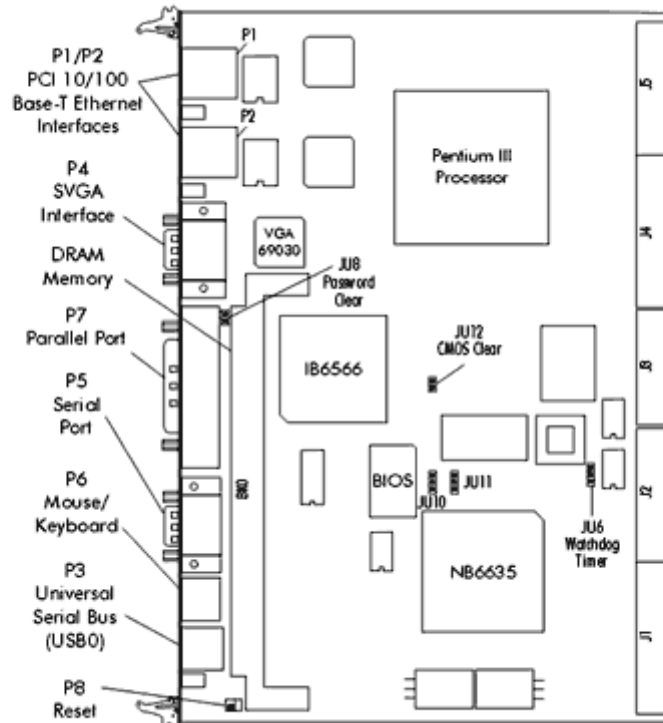 P1/P2
PCI 10/100
Base-T Ethernet
Interfaces
P4
SVGA
Interface
DRAM
Memory
P7
Parallel Port
P5
Serial
Port
P6
Mouse/
Keyboard
P3
Universal
Serial Bus
(USB0)
P8
Reset
P1
P2
VGA
69030
JU8
Password
Clear
Pentium III
Processor
IB6566
JU12
CMOS Clear
BIOS
JU10
JU11
JU6
Watchdog
Timer
NB6635
J5
J4
J3
J2
J1